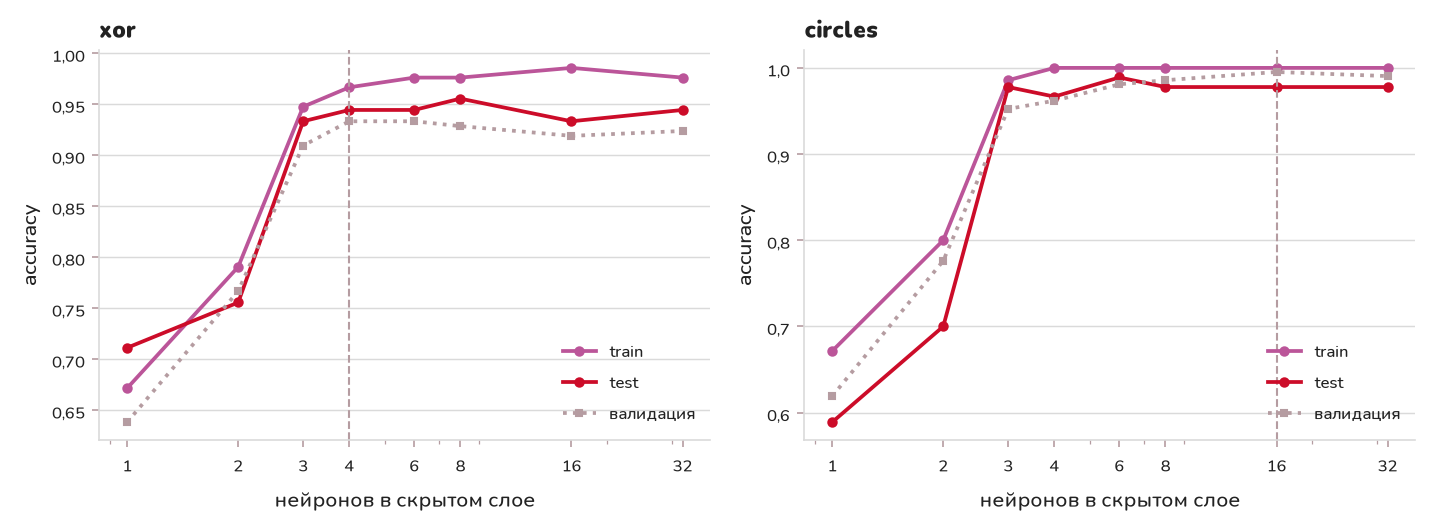 xor
accuracy
1,00
0,95
0,90
0,85
0,80
0,75
0,70
0,65
train
test
валидация
1 2 3 4 6 8 16 32
нейронов в скрытом слое
circles
accuracy
1,0
0,9
0,8
0,7
0,6
train
test
валидация
1 2 3 4 6 8 16 32
нейронов в скрытом слое